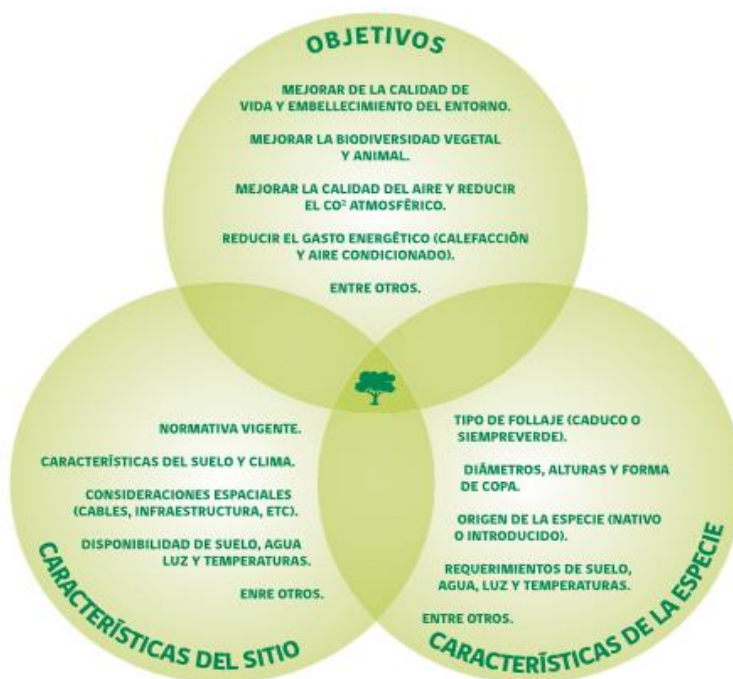 OBJETIVOS
MEJORAR DE LA CALIDAD DE
VIDA Y EMBELLECIMIENTO DEL ENTORNO.
MEJORAR LA BIODIVERSIDAD VEGETAL
Y ANIMAL.
MEJORAR LA CALIDAD DEL AIRE Y REDUCIR
EL CO² ATMOSFÉRICO.
REDUCIR EL GASTO ENERGÉTICO (CALEFACCIÓN
Y AIRE CONDICIONADO).
ENTRE OTROS.
NORMATIVA VIGENTE.
CARACTERÍSTICAS DEL SUELO Y CLIMA.
CONSIDERACIONES ESPACIALES
(CABLES, INFRAESTRUCTURA, ETC).
DISPONIBILIDAD DE SUELO, AGUA
LUZ Y TEMPERATURAS.
ENRE OTROS.
CARACTERÍSTICAS DEL SITIO
TIPO DE FOLLAJE (CADUCO O
SIEMPREVERDE).
DIÁMETROS, ALTURAS Y FORMA
DE COPA.
ORIGEN DE LA ESPECIE (NATIVO
O INTRODUCIDO).
REQUERIMIENTOS DE SUELO,
AGUA, LUZ Y TEMPERATURAS.
ENTRE OTROS.
CARACTERÍSTICAS DE LA ESPECIE